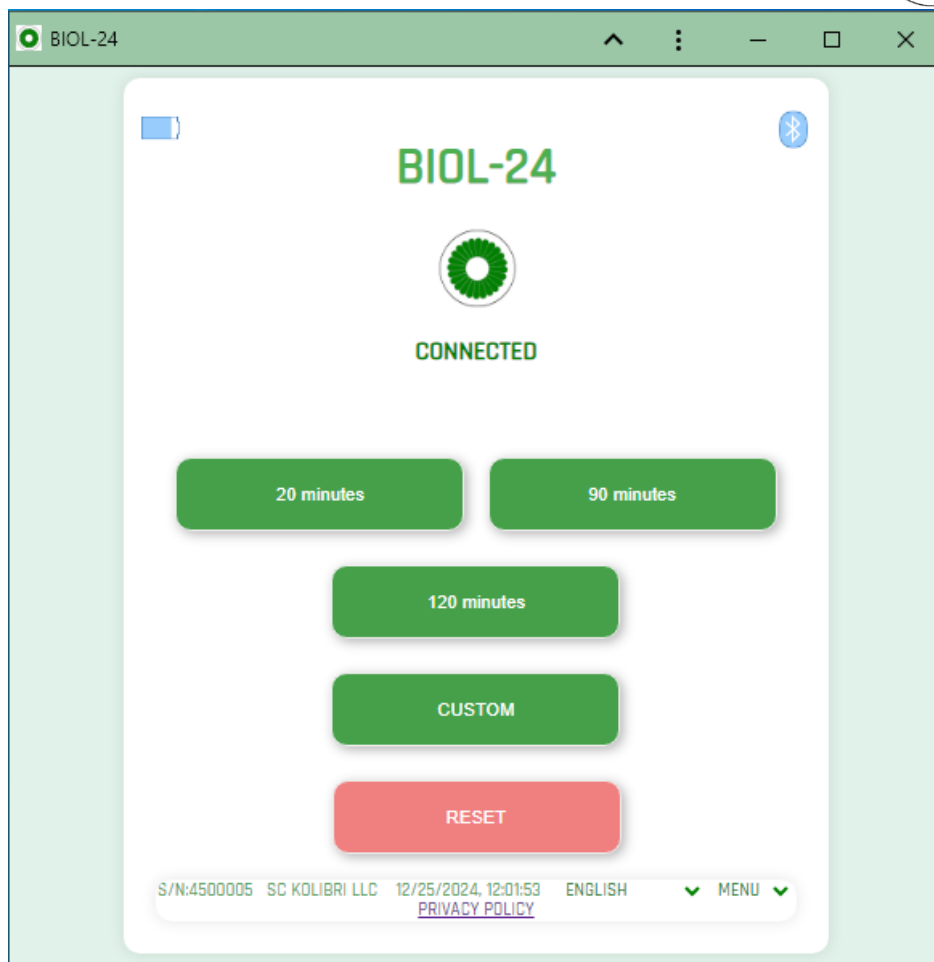 BIOL-24
BIOL-24
CONNECTED
20 minutes 90 minutes
120 minutes
CUSTOM
RESET
S/N:4500005 SC KOLIBRI LLC 12/25/2024, 12:01:53 ENGLISH MENU
PRIVACY POLICY